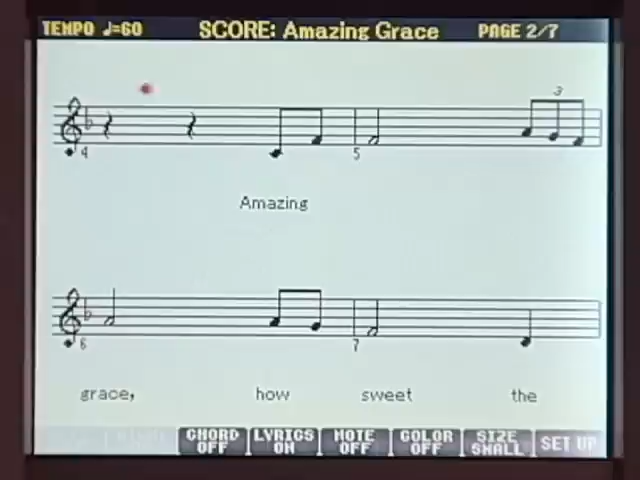 TEMPO ♩=60 SCORE: Amazing Grace PAGE 2/7
3
4 5
Amazing
6 7
grace, how sweet the
CHORD OFF LYRICS ON NOTE OFF COLOR OFF SIZE SMALL SET UP